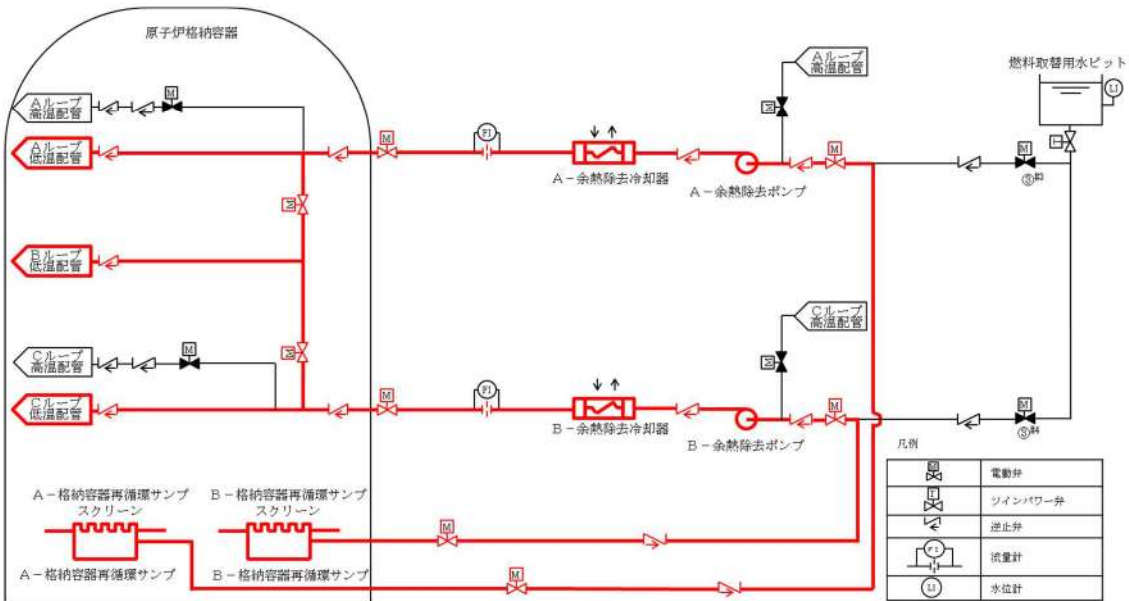 原子炉格納容器
Aループ
高温配管
燃料取替用水ピット
LI
Aループ
高温配管
M
M
T
Aループ
低温配管
M
FI
M
M
A-余熱除去冷却器
A-余熱除去ポンプ
M
Bループ
低温配管
Cループ
高温配管
Cループ
高温配管
M
M
M
Cループ
低温配管
M
FI
M
M
B-余熱除去冷却器
B-余熱除去ポンプ
凡例
M
電動弁
T
ツインパワー弁
逆止弁
FI
流量計
LI
水位計
A-格納容器再循環サンプ
スクリーン
B-格納容器再循環サンプ
スクリーン
M
M
A-格納容器再循環サンプ
B-格納容器再循環サンプ